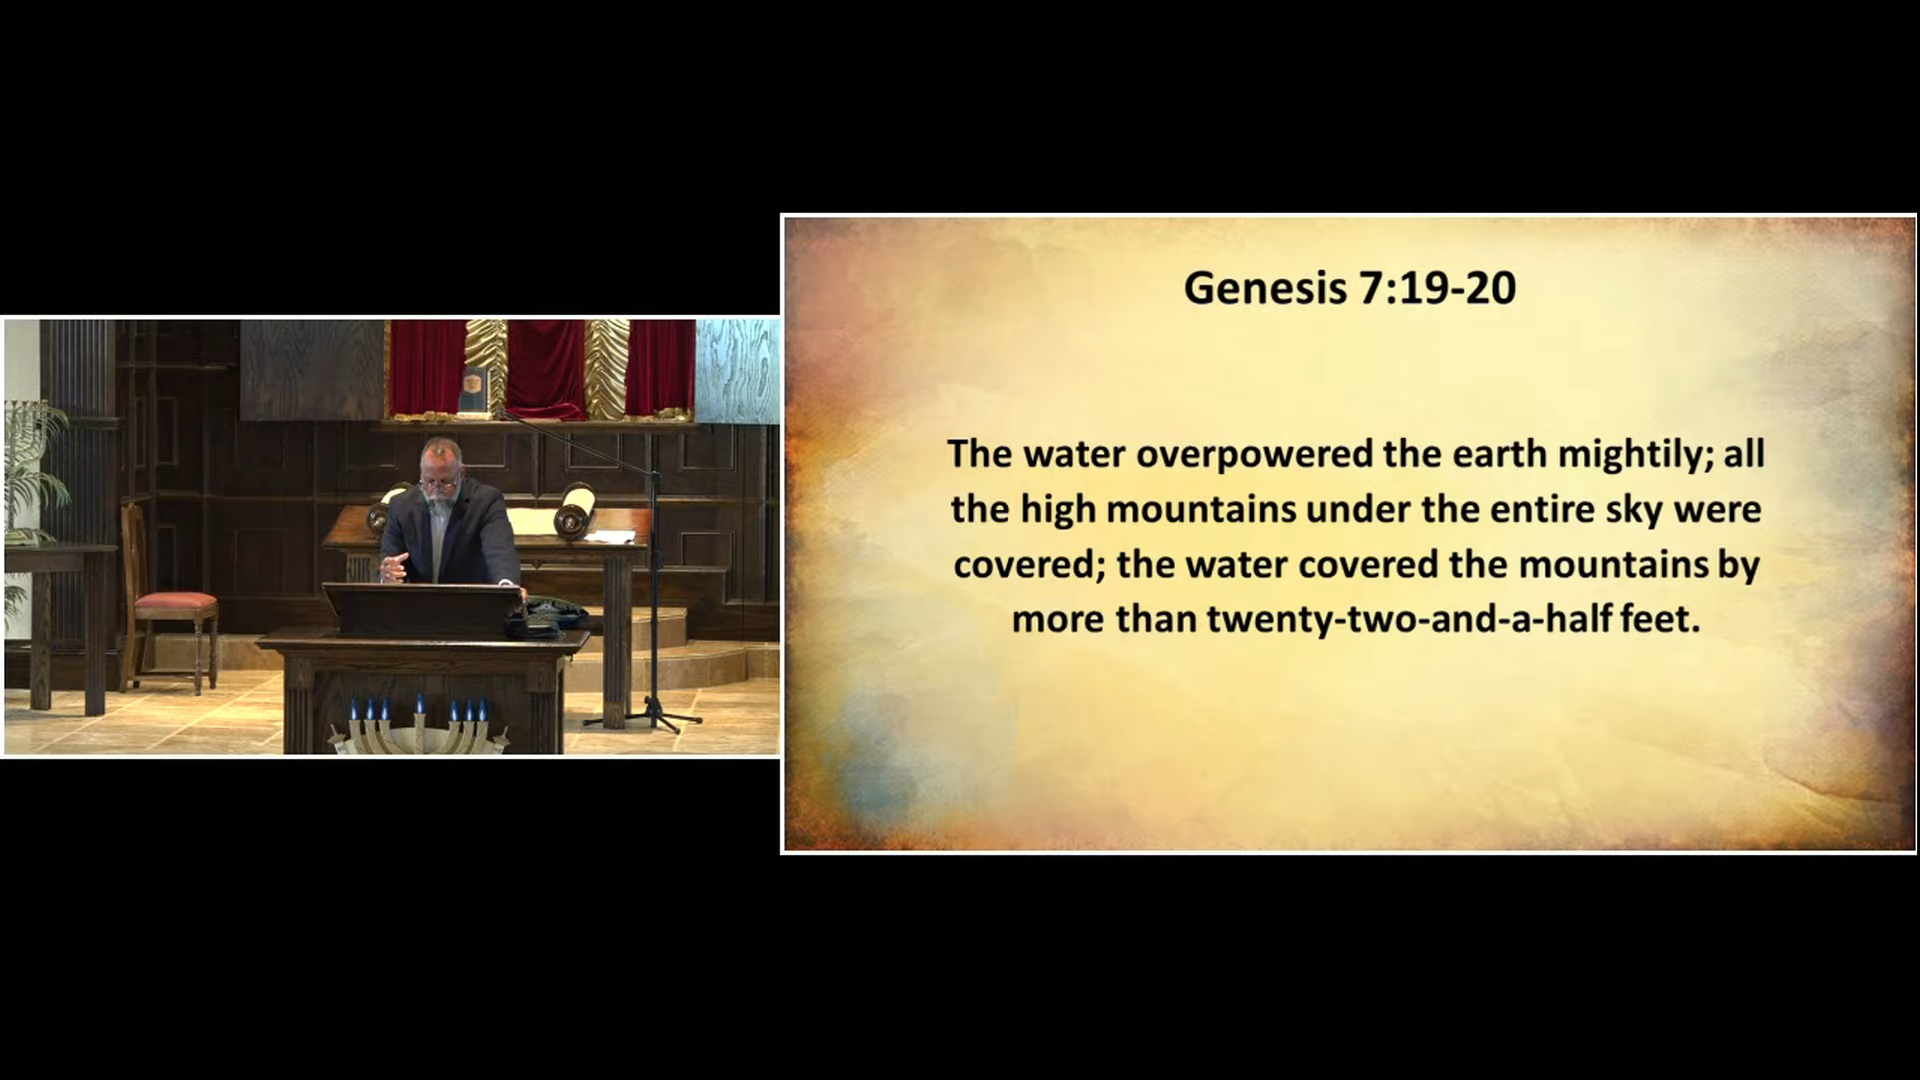 Genesis 7:19-20
The water overpowered the earth mightily; all
the high mountains under the entire sky were
covered; the water covered the mountains by
more than twenty-two-and-a-half feet.